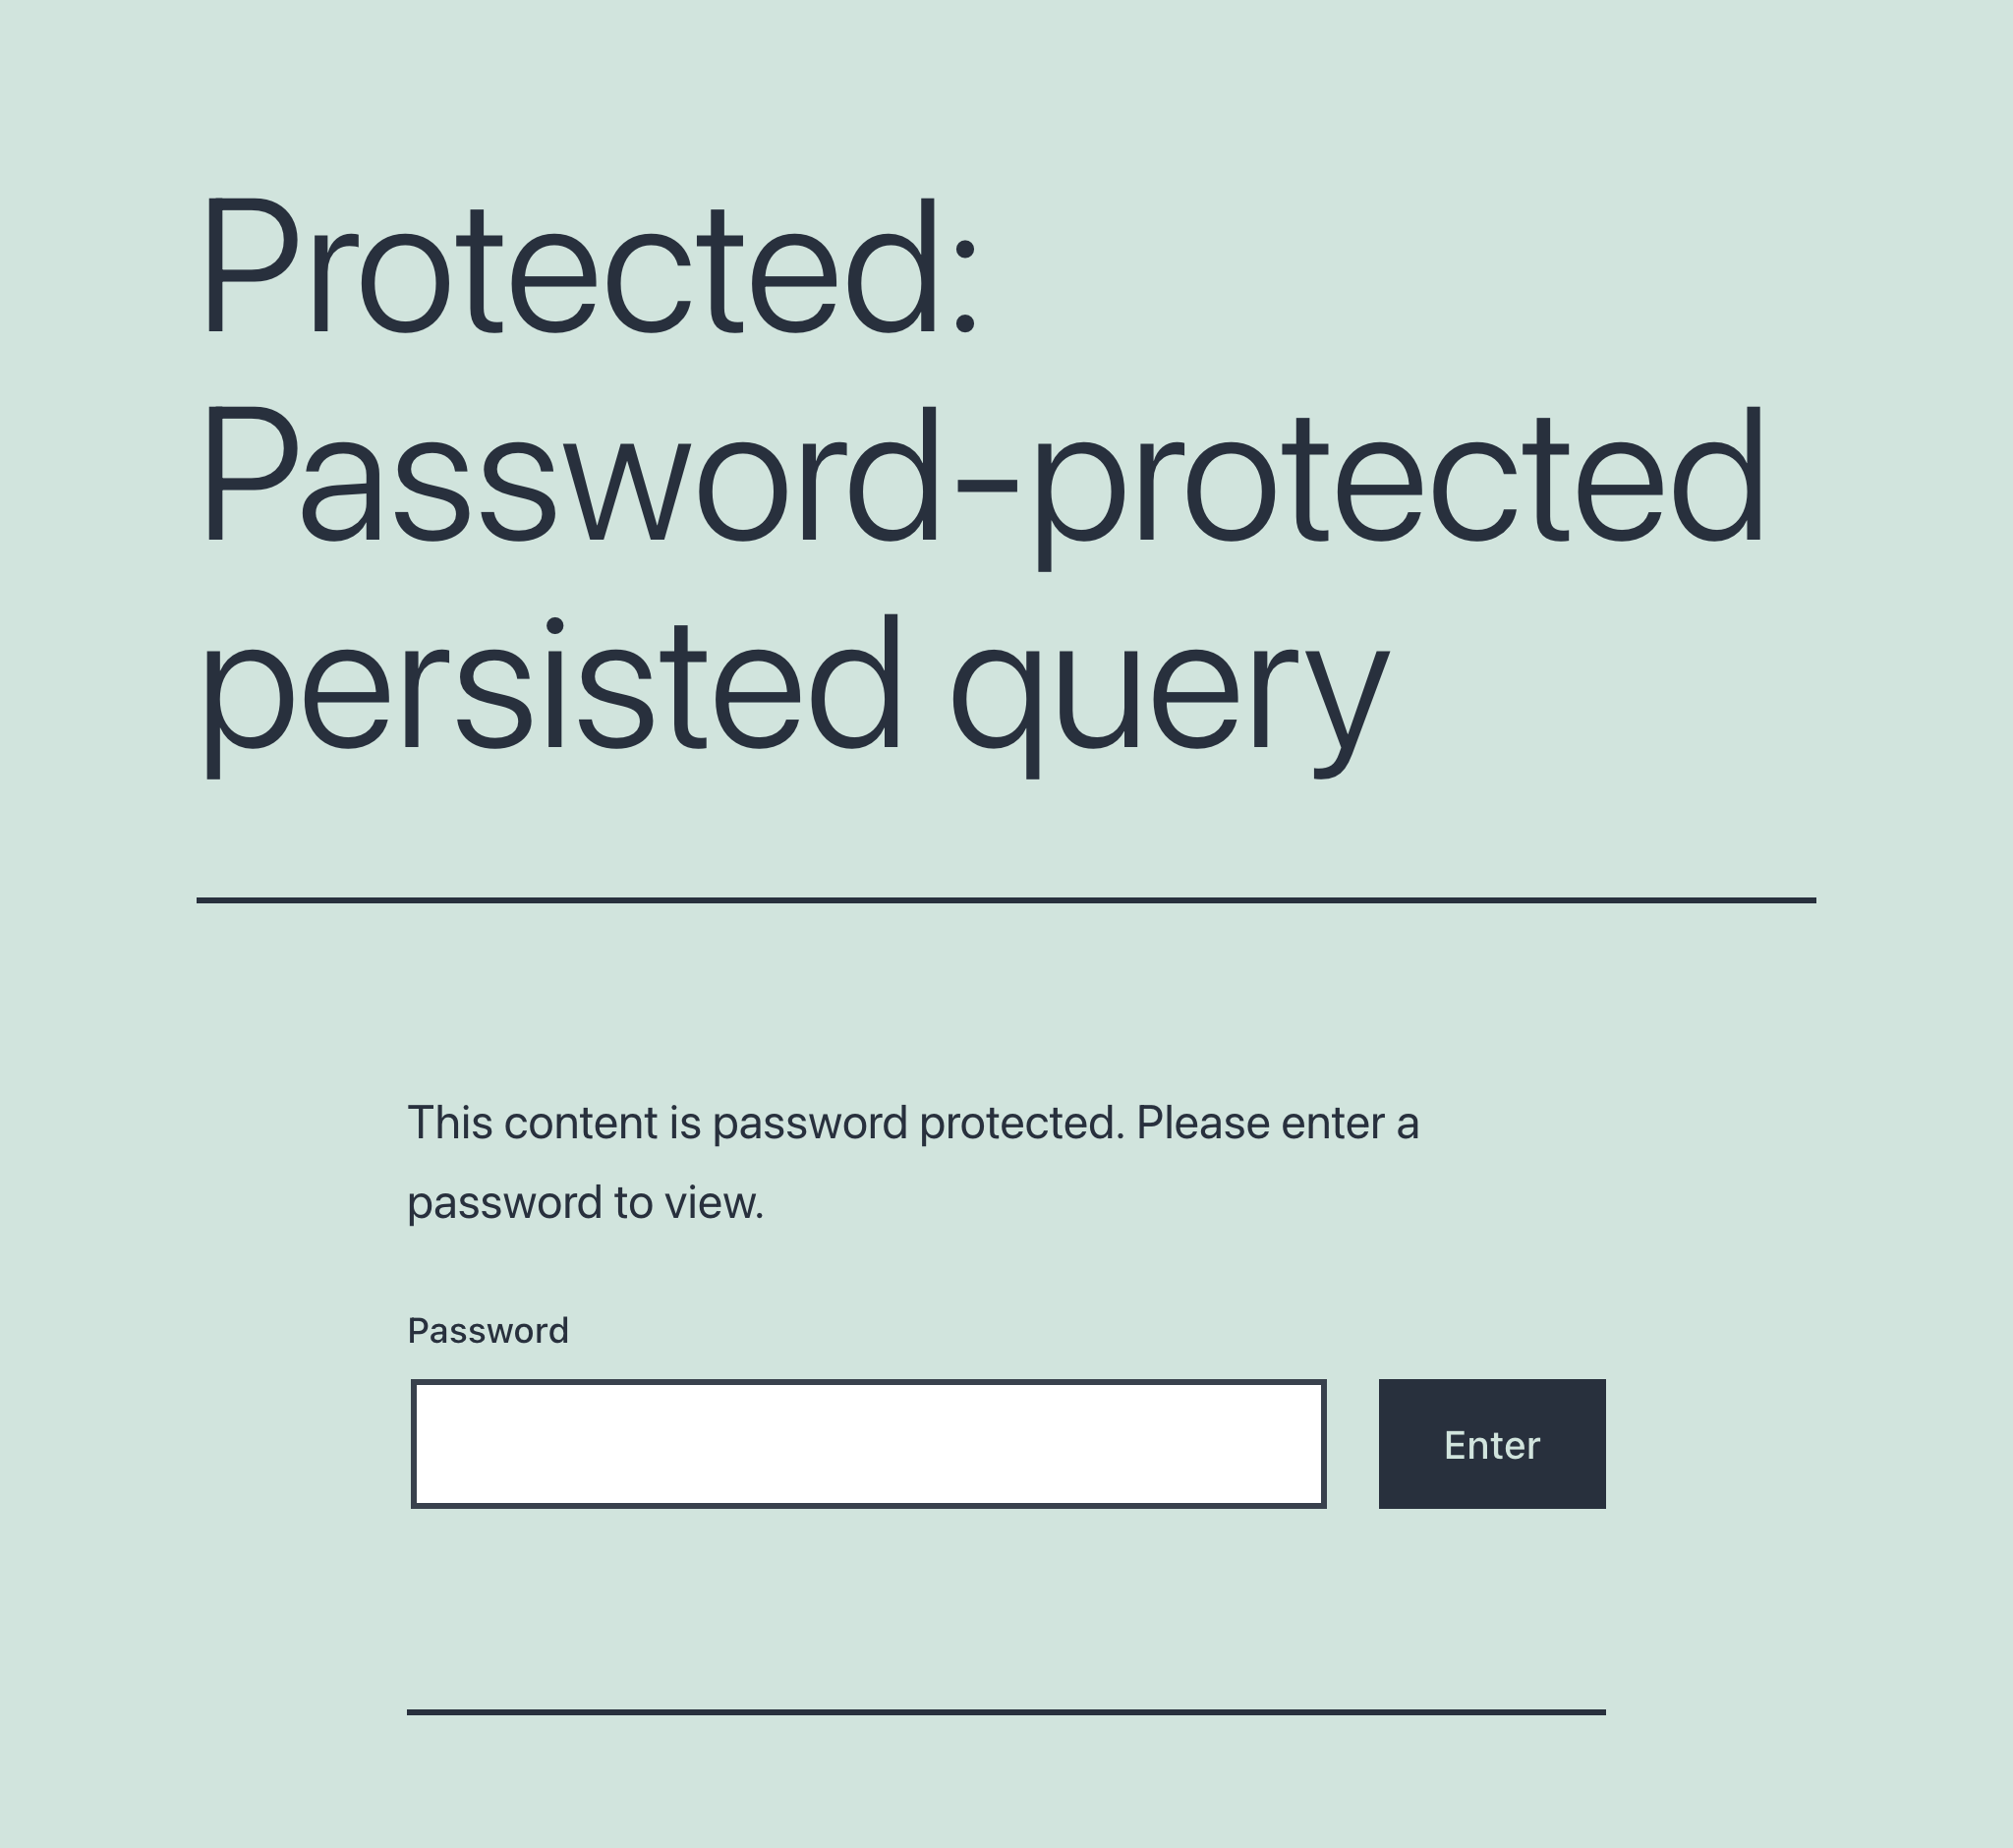 Protected:
Password-protected
persisted query
This content is password protected. Please enter a
password to view.
Password
Enter